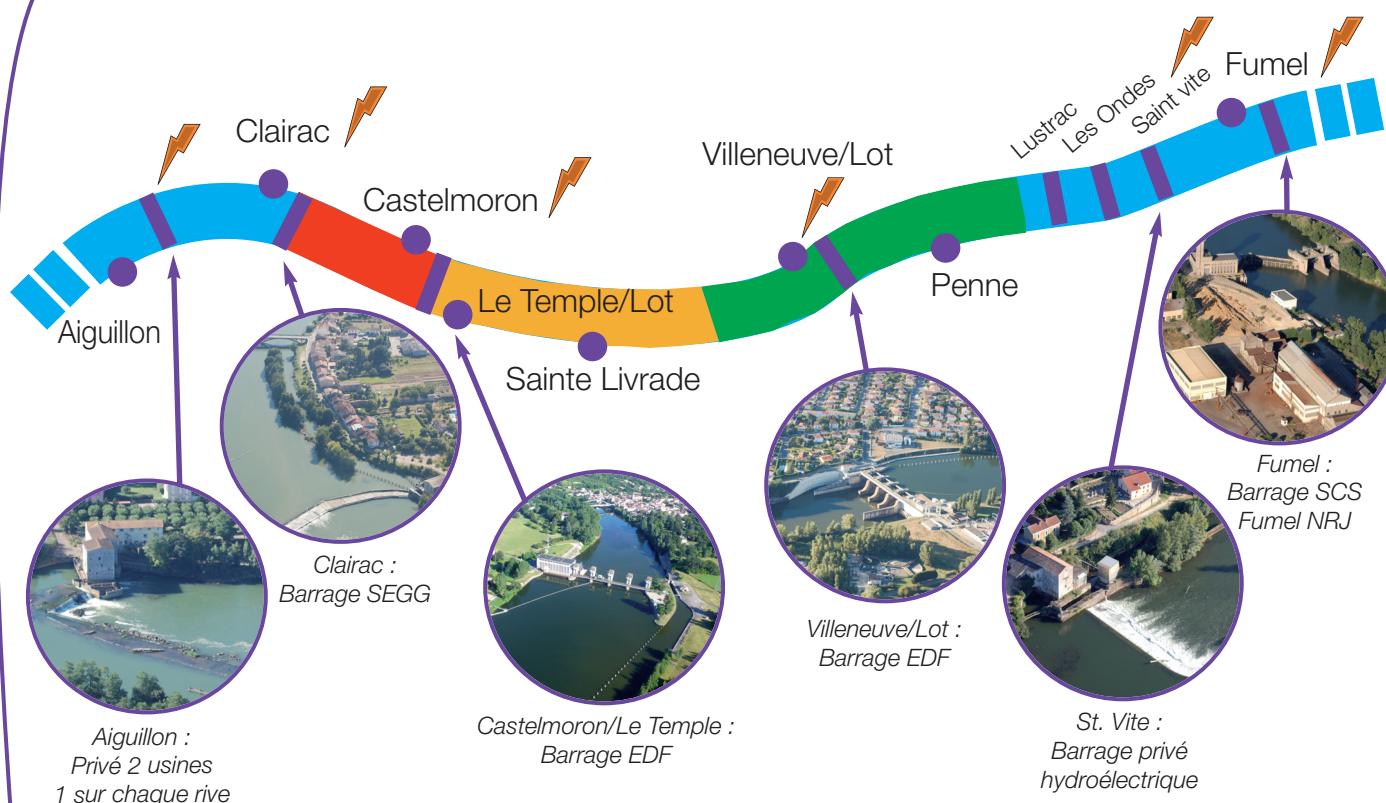 Clairac
Castelmoron
Aiguillon
Le Temple/Lot
Sainte Livrade
Villeneuve/Lot
Penne
Lustrac
Les Ondes
Saint vite
Fumel
Aiguillon :
Privé 2 usines
1 sur chaque rive
Clairac :
Barrage SEGG
Castelmoron/Le Temple :
Barrage EDF
Villeneuve/Lot :
Barrage EDF
St. Vite :
Barrage privé
hydroélectrique
Fumel :
Barrage SCS
Fumel NRJ